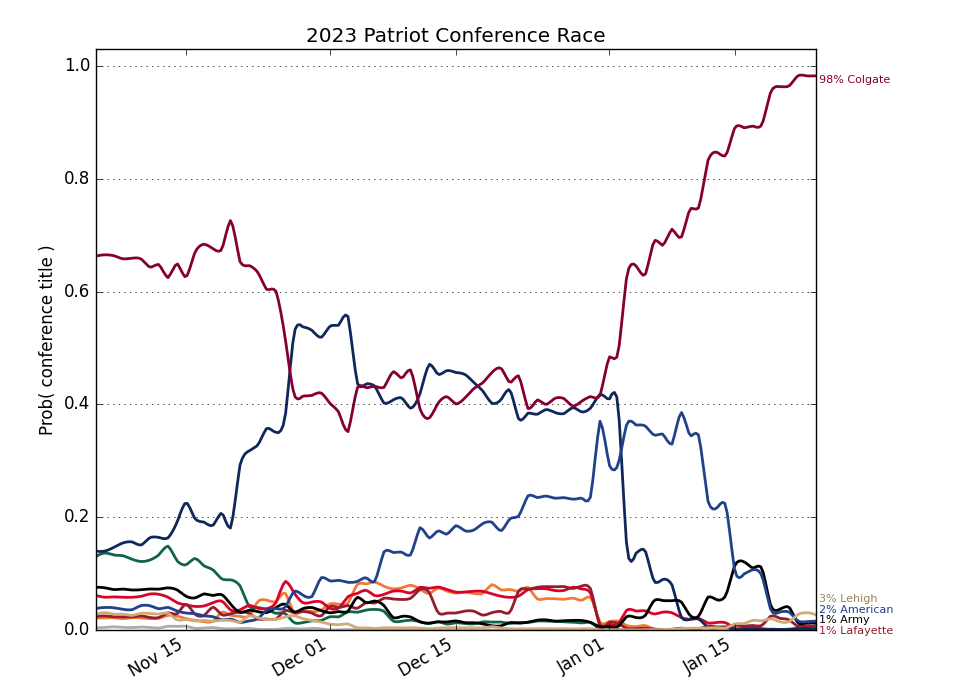 2023 Patriot Conference Race
Prob( conference title )
1.0
0.8
0.6
0.4
0.2
0.0
Nov 15
Dec 01
Dec 15
Jan 01
Jan 15
98% Colgate
3% Lehigh
2% American
1% Army
1% Lafayette